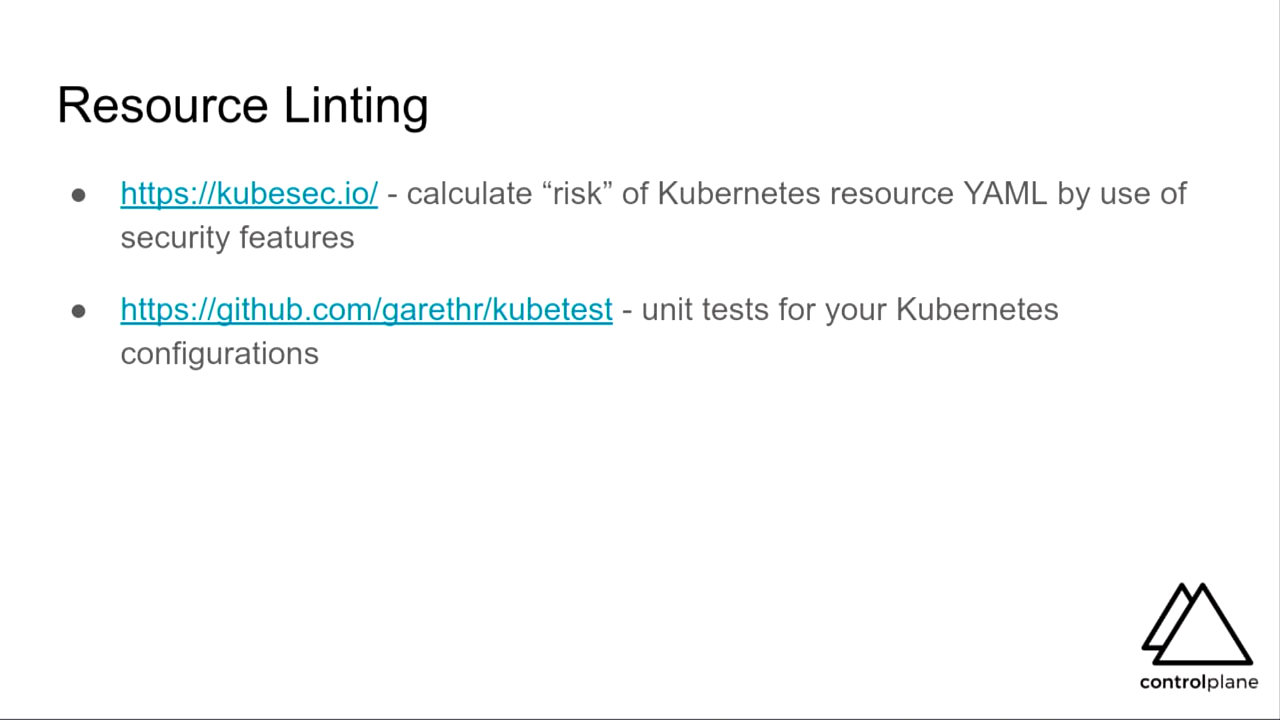 Resource Linting
● https://kubesec.io/ - calculate “risk” of Kubernetes resource YAML by use of
security features
● https://github.com/garethr/kubetest - unit tests for your Kubernetes
configurations
controlplane